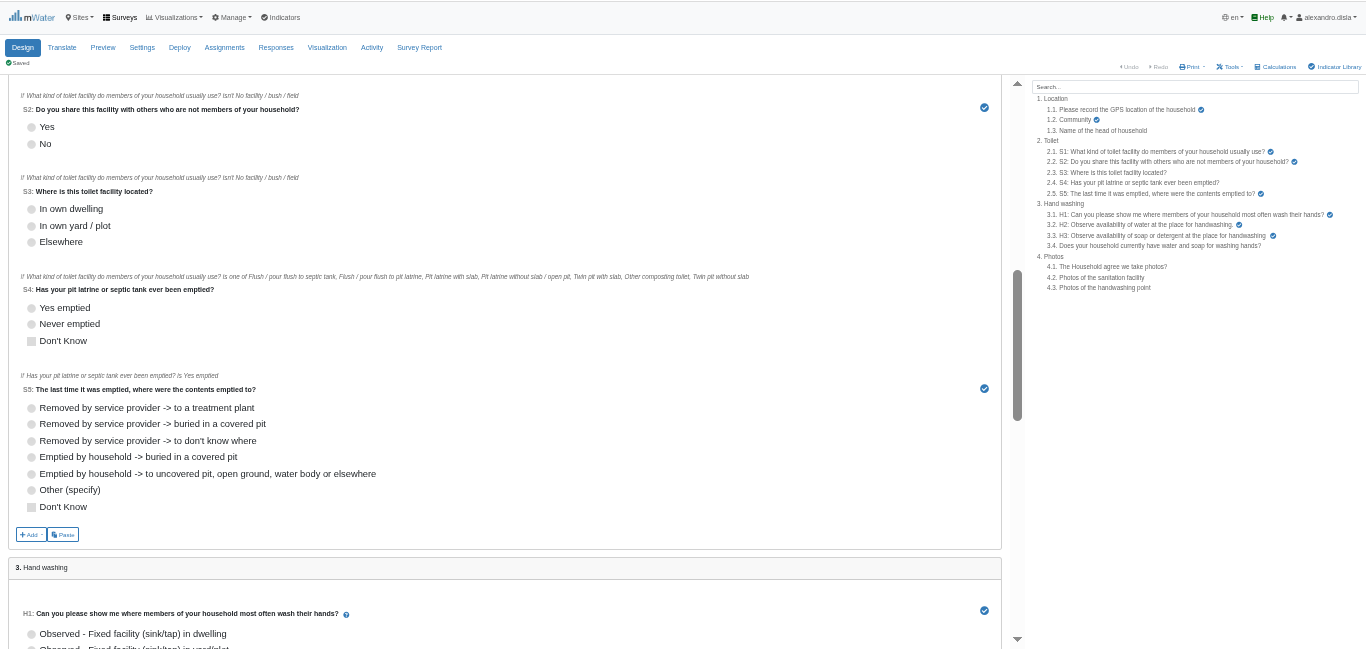 mWater Sites Surveys Visualizations Manage Indicators en Help alexandro.disla
Design Translate Preview Settings Deploy Assignments Responses Visualization Activity Survey Report
Saved
Undo Redo Print Tools Calculations Indicator Library
If What kind of toilet facility do members of your household usually use? isn't No facility / bush / field
S2: Do you share this facility with others who are not members of your household?
Yes
No
If What kind of toilet facility do members of your household usually use? isn't No facility / bush / field
S3: Where is this toilet facility located?
In own dwelling
In own yard / plot
Elsewhere
If What kind of toilet facility do members of your household usually use? is one of Flush / pour flush to septic tank, Flush / pour flush to pit latrine, Pit latrine with slab, Pit latrine without slab / open pit, Twin pit with slab, Other composting toilet, Twin pit without slab
S4: Has your pit latrine or septic tank ever been emptied?
Yes emptied
Never emptied
Don't Know
If Has your pit latrine or septic tank ever been emptied? is Yes emptied
S5: The last time it was emptied, where were the contents emptied to?
Removed by service provider -> to a treatment plant
Removed by service provider -> buried in a covered pit
Removed by service provider -> to don't know where
Emptied by household -> buried in a covered pit
Emptied by household -> to uncovered pit, open ground, water body or elsewhere
Other (specify)
Don't Know
Add Paste
3. Hand washing
H1: Can you please show me where members of your household most often wash their hands?
Observed - Fixed facility (sink/tap) in dwelling
Observed - Fixed facility (sink/tap) in yard/plot
Search...
1. Location
1.1. Please record the GPS location of the household
1.2. Community
1.3. Name of the head of household
2. Toilet
2.1. S1: What kind of toilet facility do members of your household usually use?
2.2. S2: Do you share this facility with others who are not members of your household?
2.3. S3: Where is this toilet facility located?
2.4. S4: Has your pit latrine or septic tank ever been emptied?
2.5. S5: The last time it was emptied, where were the contents emptied to?
3. Hand washing
3.1. H1: Can you please show me where members of your household most often wash their hands?
3.2. H2: Observe availability of water at the place for handwashing.
3.3. H3: Observe availability of soap or detergent at the place for handwashing
3.4. Does your household currently have water and soap for washing hands?
4. Photos
4.1. The Household agree we take photos?
4.2. Photos of the sanitation facility
4.3. Photos of the handwashing point